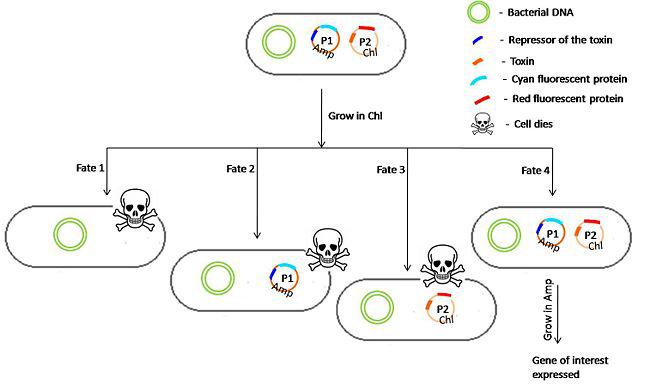 - Bacterial DNA
- Repressor of the toxin
- Toxin
- Cyan fluorescent protein
- Red fluorescent protein
- Cell dies
P1
Amp
P2
Chl
Grow in Chl
Fate 1
Fate 2
Fate 3
Fate 4
P1
Amp
P2
Chl
P1
Amp
P2
Chl
Grow in Amp
Gene of interest
expressed